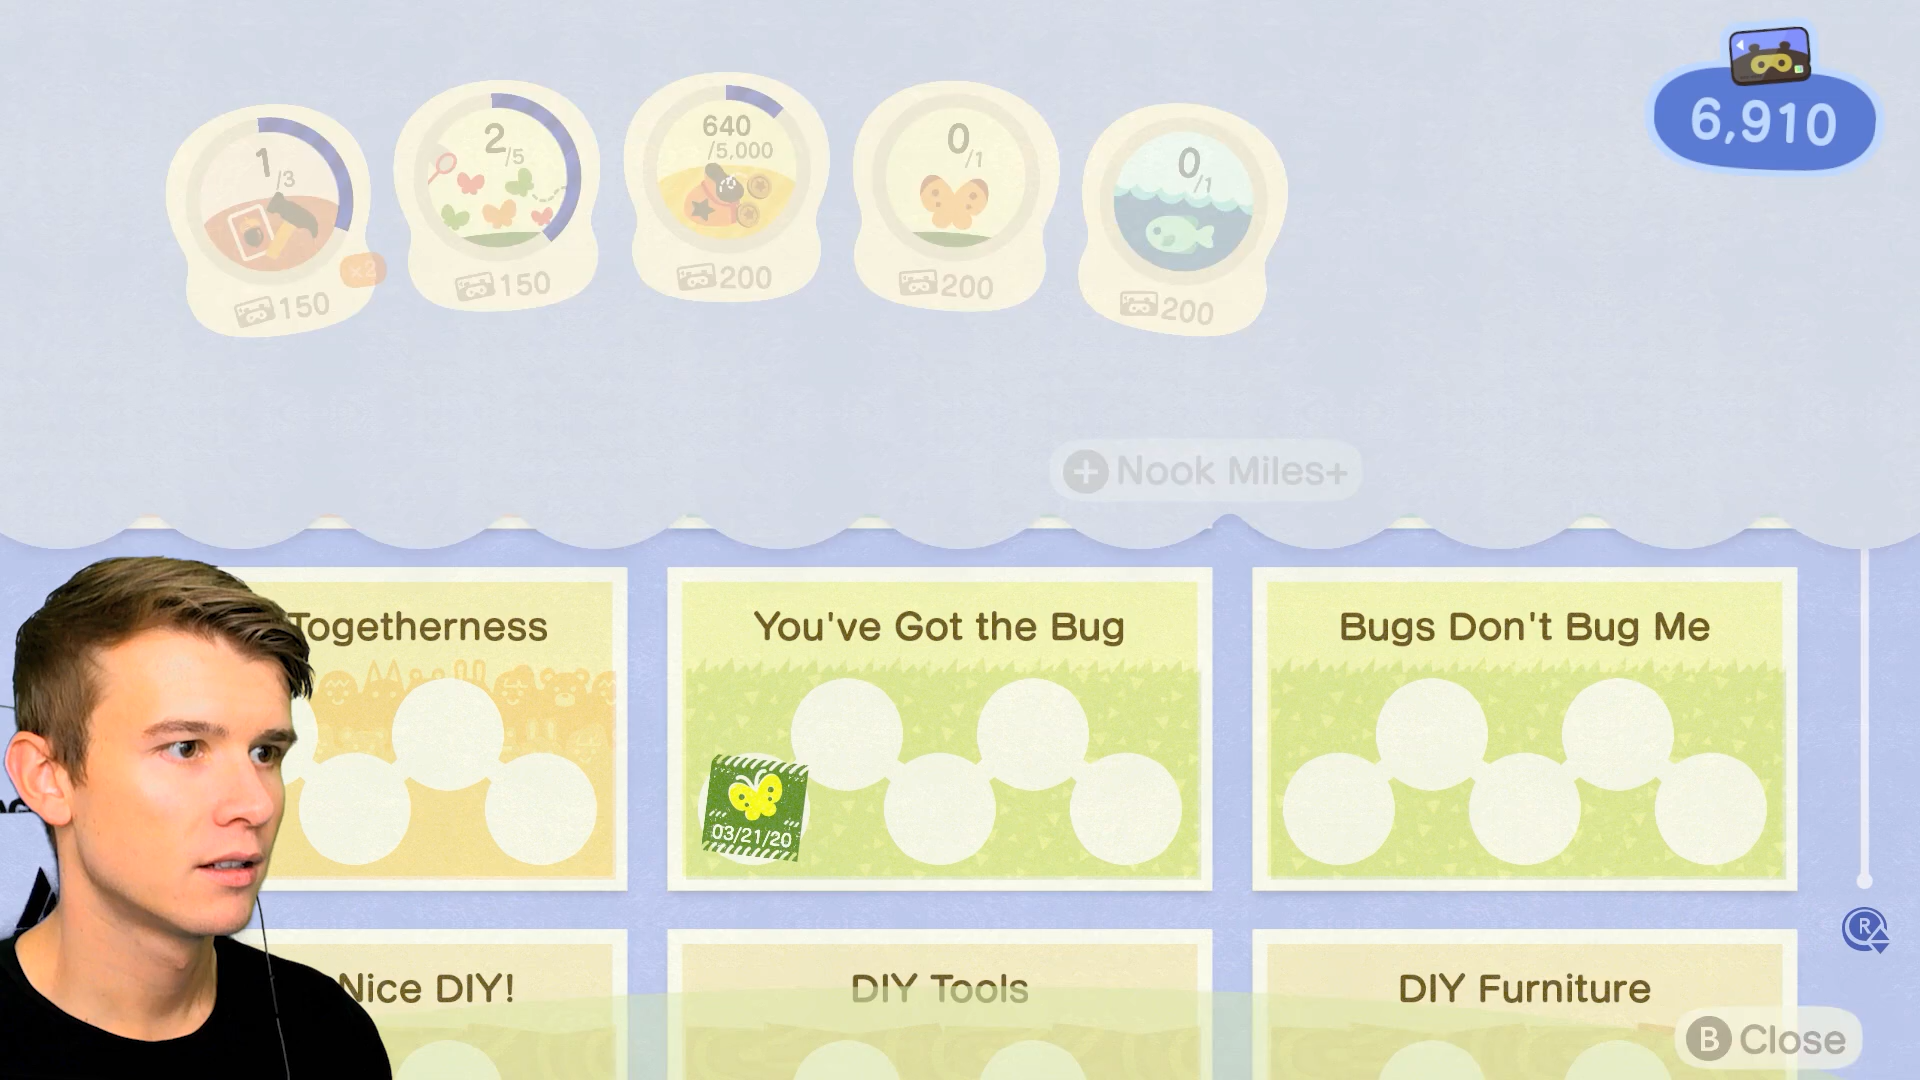 6,910
1
/3
x2
150
2
/5
150
640
/5,000
200
0
/1
200
0
/1
200
+ Nook Miles+
Togetherness
You've Got the Bug
Bugs Don't Bug Me
03/21/20
R
Nice DIY!
DIY Tools
DIY Furniture
B Close